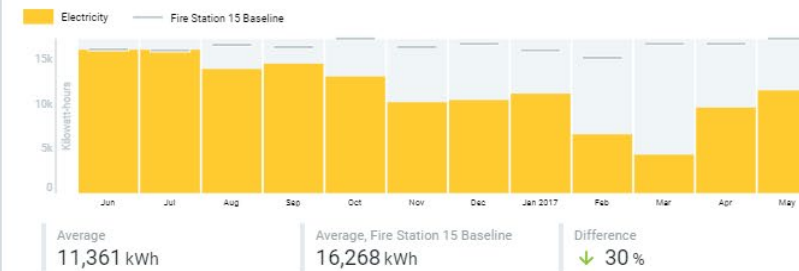 Electricity Fire Station 15 Baseline
15k
10k
5k
0
Kilowatt-hours
Jun Jul Aug Sep Oct Nov Dec Jan 2017 Feb Mar Apr May
Average
11,361 kWh
Average, Fire Station 15 Baseline
16,268 kWh
Difference
↓ 30 %